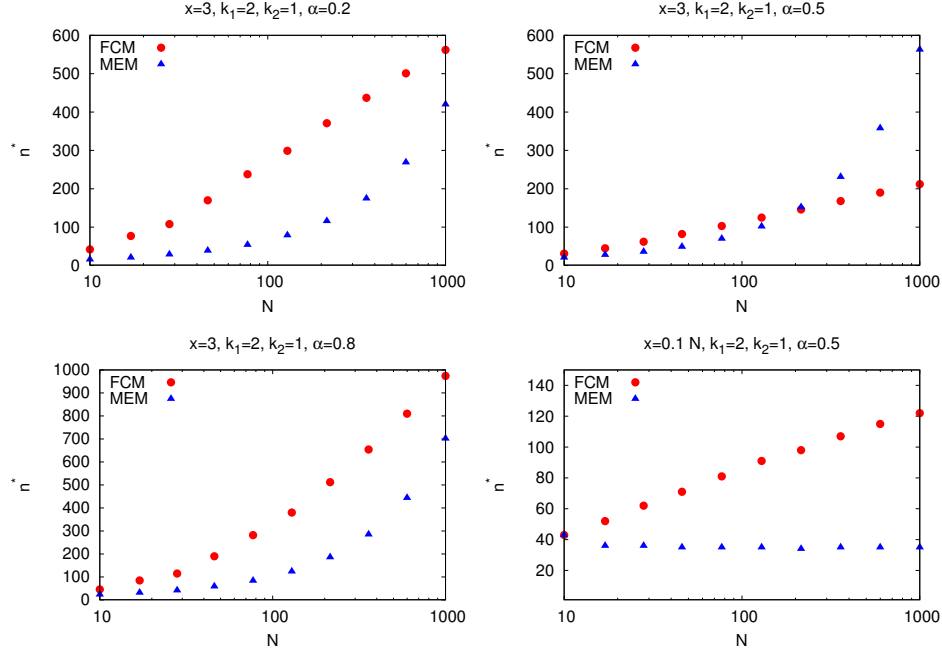 x=3, k₁=2, k₂=1, α=0.2
FCM
MEM
600
500
400
300
200
100
0
n*
10 100 1000
N
x=3, k₁=2, k₂=1, α=0.5
FCM
MEM
600
500
400
300
200
100
0
n*
10 100 1000
N
x=3, k₁=2, k₂=1, α=0.8
FCM
MEM
1000
900
800
700
600
500
400
300
200
100
0
n*
10 100 1000
N
x=0.1 N, k₁=2, k₂=1, α=0.5
FCM
MEM
140
120
100
80
60
40
20
n*
10 100 1000
N